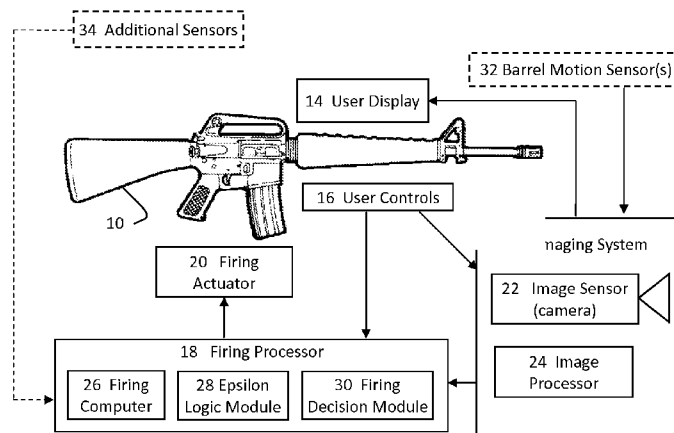 34 Additional Sensors
32 Barrel Motion Sensor(s)
14 User Display
16 User Controls
10
naging System
20 Firing
Actuator
22 Image Sensor
(camera)
18 Firing Processor
24 Image
Processor
26 Firing
Computer
28 Epsilon
Logic Module
30 Firing
Decision Module